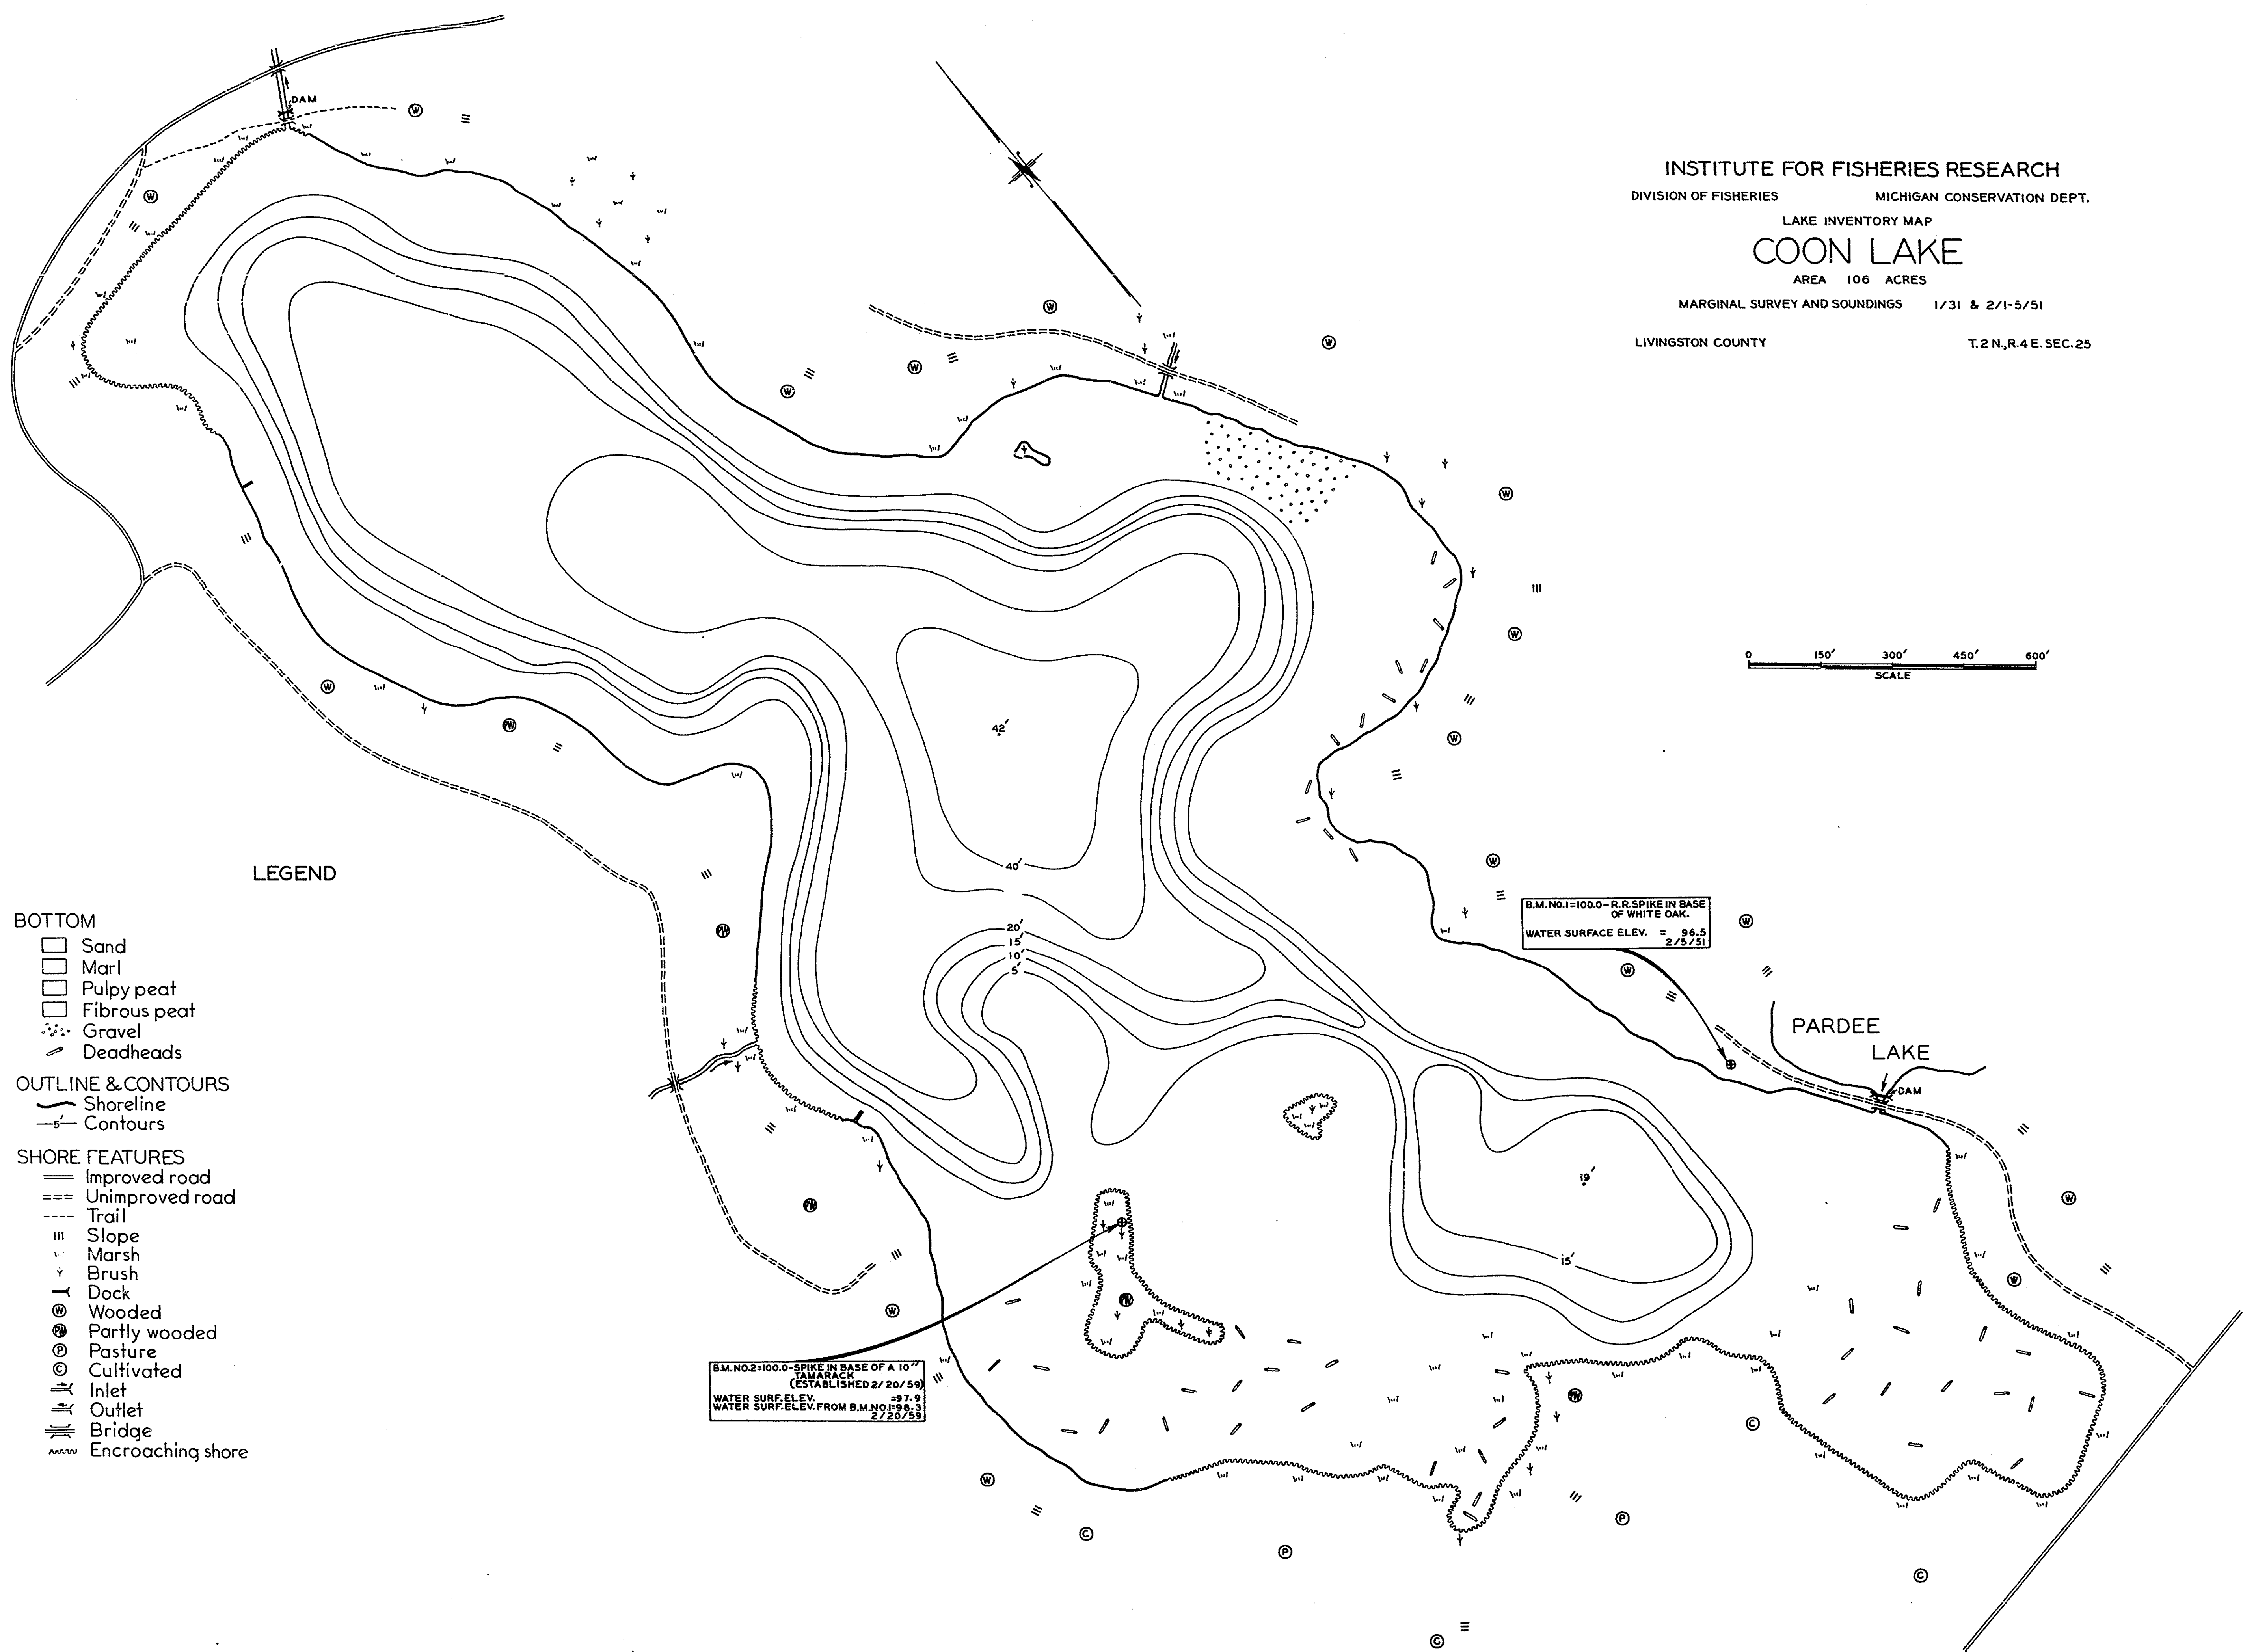 INSTITUTE FOR FISHERIES RESEARCH
DIVISION OF FISHERIES MICHIGAN CONSERVATION DEPT.
LAKE INVENTORY MAP
COON LAKE
AREA 106 ACRES
MARGINAL SURVEY AND SOUNDINGS 1/31 & 2/1-5/51
LIVINGSTON COUNTY T.2 N.,R.4 E. SEC.25
DAM
W
W
W
W
W
W
W
0 150' 300' 450' 600'
SCALE
W
W
PW
42'
W
W
40'
B.M. NO.1=100.0-R.R. SPIKE IN BASE
OF WHITE OAK.
WATER SURFACE ELEV. = 96.5
2/5/51
W
W
PW
20'
15'
10'
5'
PARDEE
LAKE
DAM
19'
15'
PW
W
W
W
PW
B.M. NO.2=100.0-SPIKE IN BASE OF A 10"
TAMARACK
(ESTABLISHED 2/20/59)
WATER SURF. ELEV. =97.9
WATER SURF. ELEV. FROM B.M. NO.1=98.3
2/20/59
PW
C
W
C
P
P
C
C
LEGEND
BOTTOM
Sand
Marl
Pulpy peat
Fibrous peat
Gravel
Deadheads
OUTLINE & CONTOURS
Shoreline
5' Contours
SHORE FEATURES
Improved road
Unimproved road
Trail
Slope
Marsh
Brush
Dock
W Wooded
PW Partly wooded
P Pasture
C Cultivated
Inlet
Outlet
Bridge
Encroaching shore